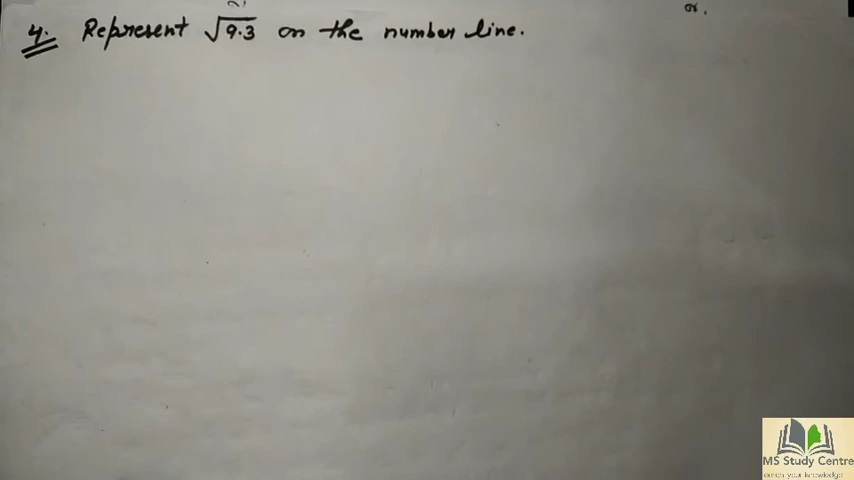 4. Represent √9.3 on the number line.
MS Study Centre